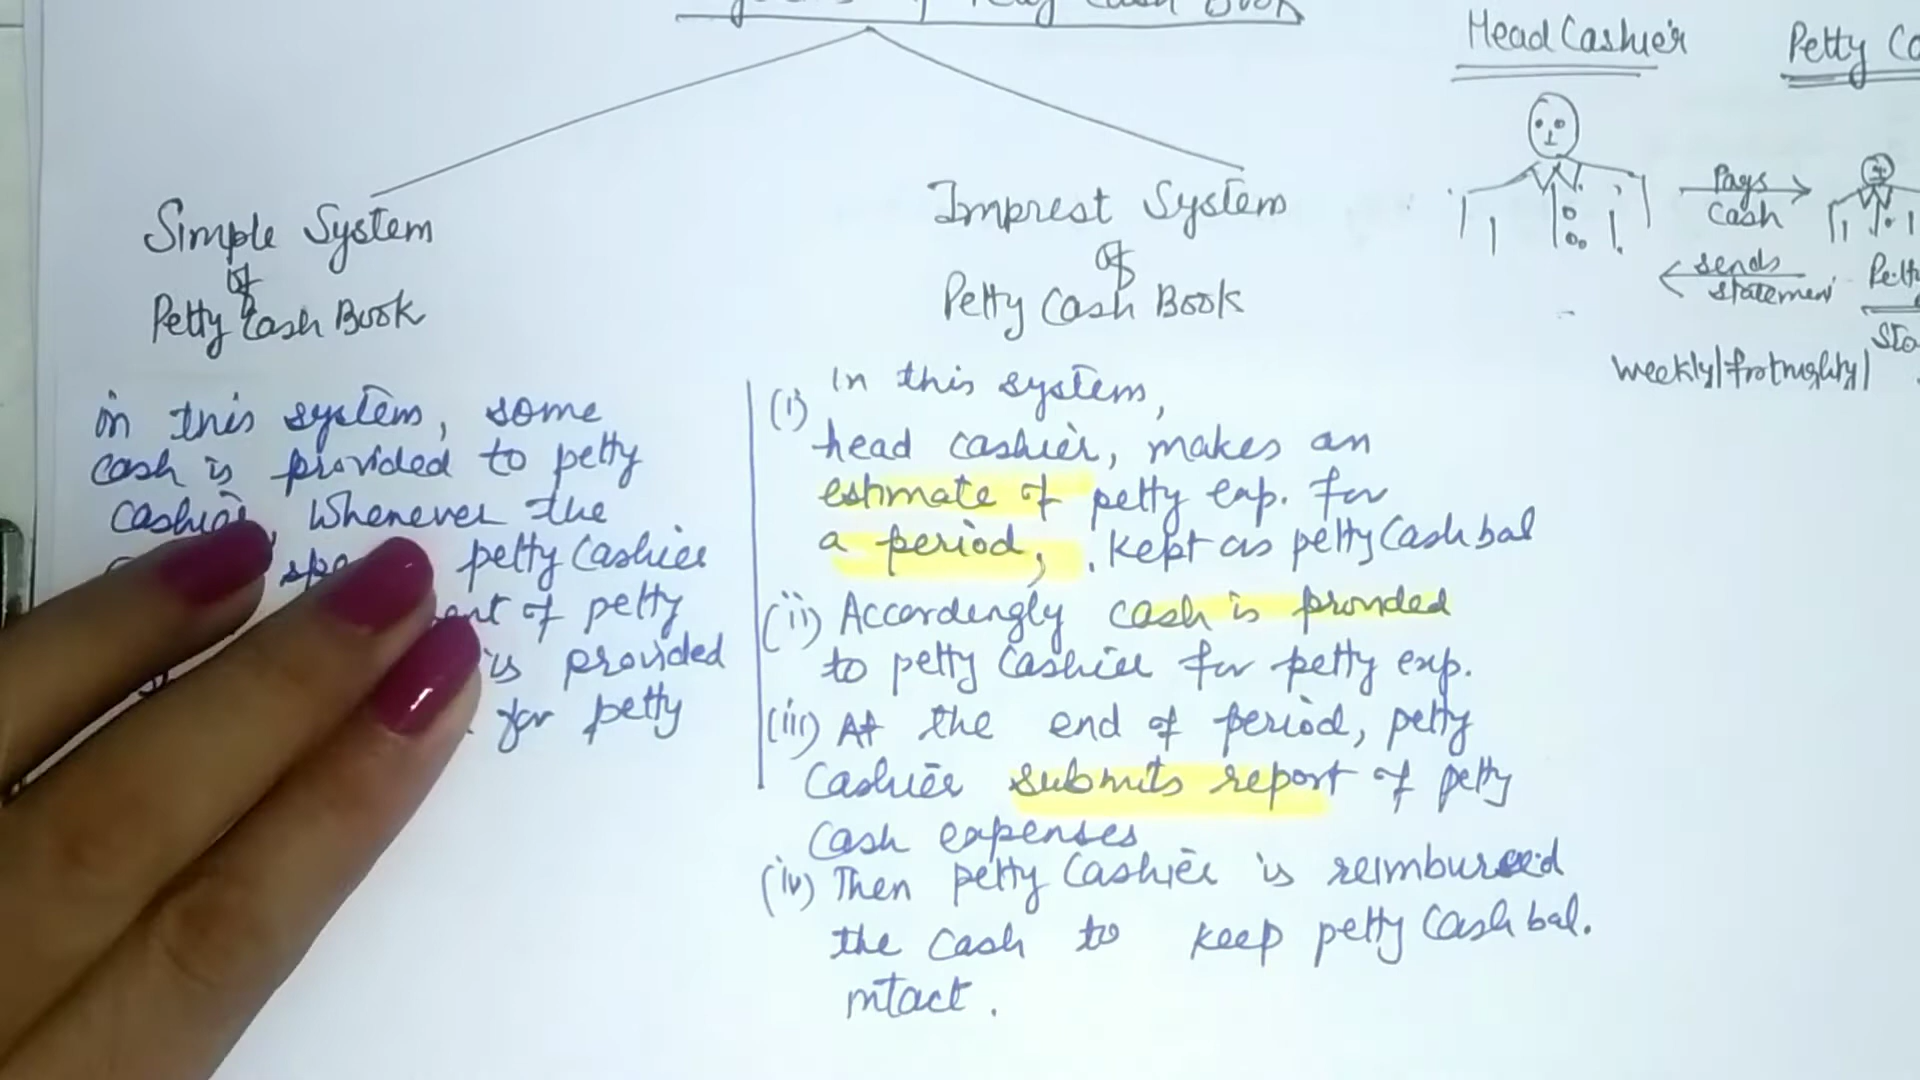 Cash Book
Simple System
of
Petty Cash Book
in this system, some
cash is provided to petty
cashier, Whenever the
petty Cashier
of petty
is provided
for petty
Imprest System
of
Petty Cash Book
(i) In this system,
head cashier, makes an
estimate of petty exp. for
a period, . Kept as petty Cash bal
(ii) Accordengly cash is provided
to petty Cashier for petty exp.
(iii) At the end of period, petty
Cashier submits report of petty
Cash expenses
(iv) Then petty Cashier is reimbursed
the cash to keep petty Cash bal.
intact.
Head Cashier
Petty
Pays
Cash
sends
statement
weekly/